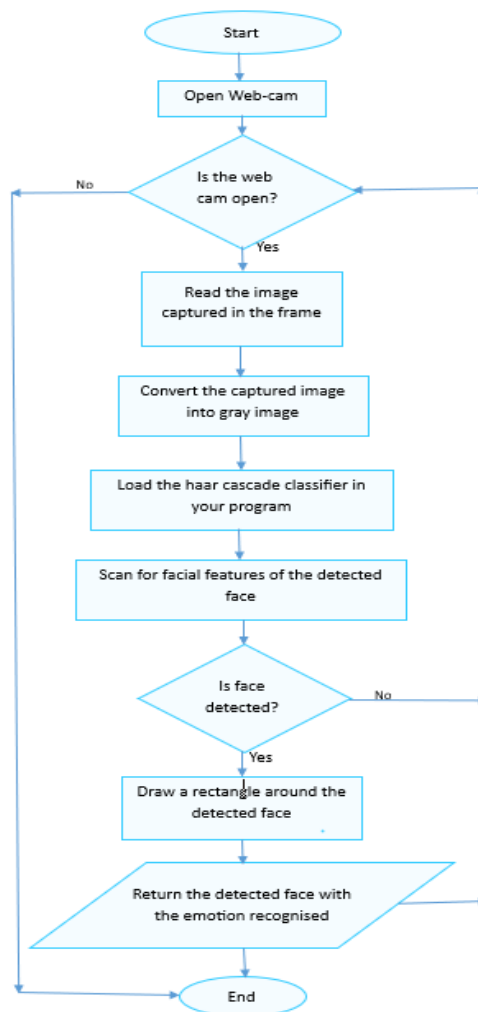 Start
Open Web-cam
Is the web
cam open?
No
Yes
Read the image
captured in the frame
Convert the captured image
into gray image
Load the haar cascade classifier in
your program
Scan for facial features of the detected
face
Is face
detected?
No
Yes
Draw a rectangle around the
detected face
Return the detected face with
the emotion recognised
End